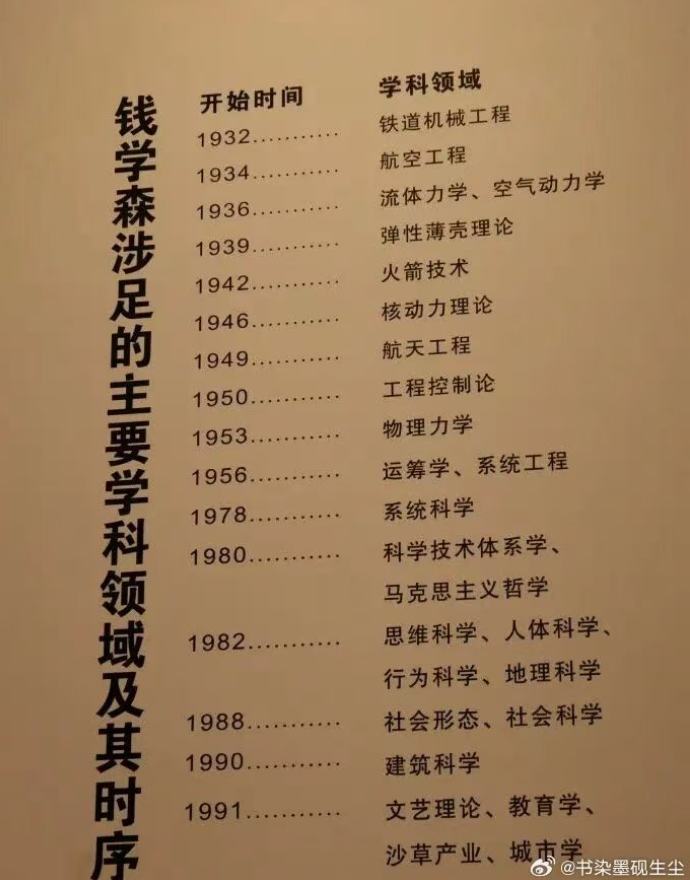 钱学森涉足的主要学科领域及其时序
开始时间 学科领域
1932........... 铁道机械工程
1934........... 航空工程
1936........... 流体力学、空气动力学
1939........... 弹性薄壳理论
1942........... 火箭技术
1946........... 核动力理论
1949........... 航天工程
1950........... 工程控制论
1953........... 物理力学
1956........... 运筹学、系统工程
1978........... 系统科学
1980........... 科学技术体系学、
马克思主义哲学
1982........... 思维科学、人体科学、
行为科学、地理科学
1988........... 社会形态、社会科学
1990........... 建筑科学
1991........... 文艺理论、教育学、
沙草产业、城市学
@书染墨砚生尘